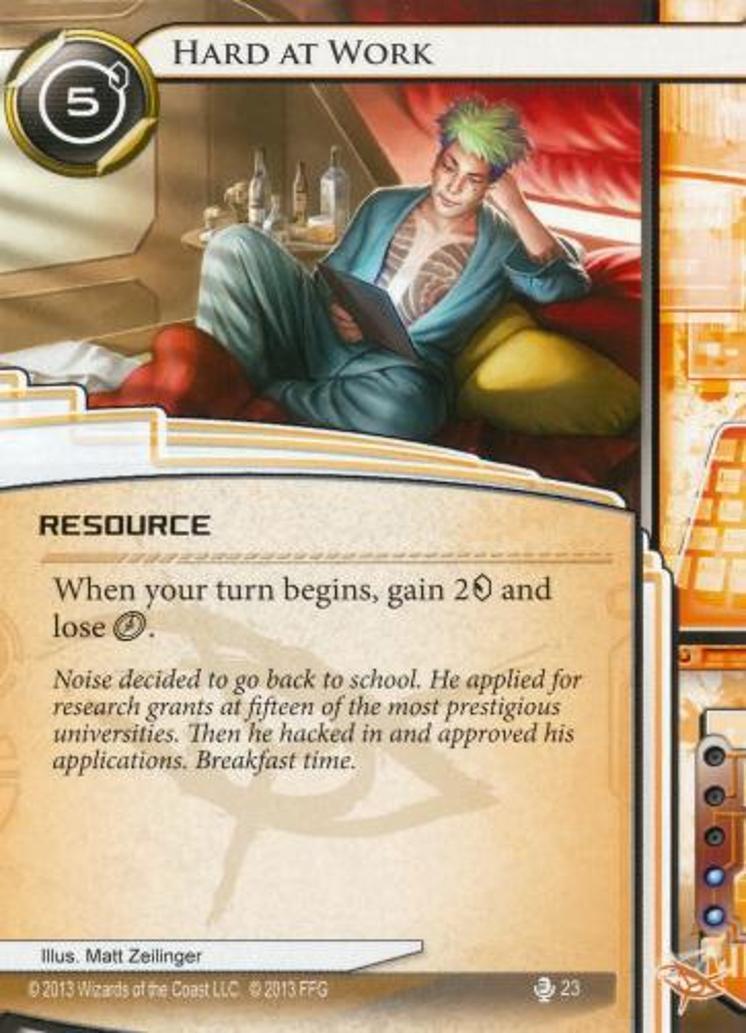 HARD AT WORK
5
RESOURCE
When your turn begins, gain 2 and
lose .
Noise decided to go back to school. He applied for
research grants at fifteen of the most prestigious
universities. Then he hacked in and approved his
applications. Breakfast time.
Illus. Matt Zeilinger
© 2013 Wizards of the Coast LLC. © 2013 FFG
23